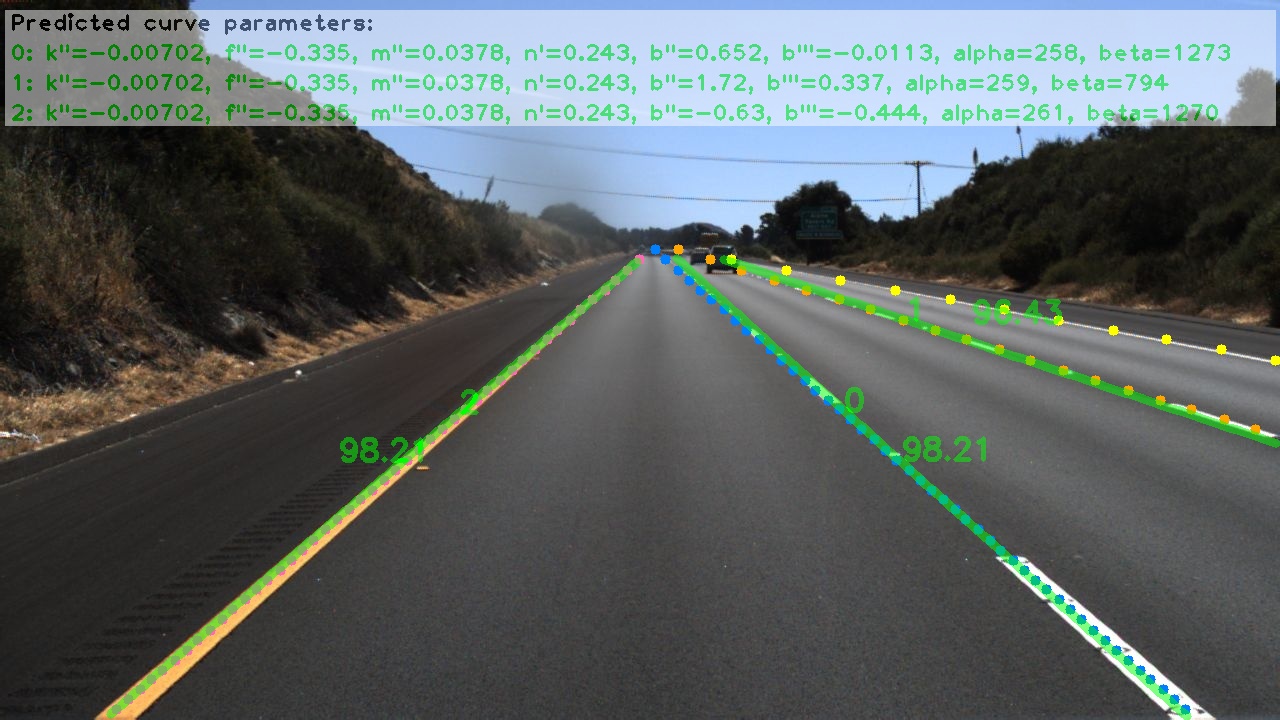 Predicted curve parameters:
0: k''=-0.00702, f''=-0.335, m''=0.0378, n'=0.243, b''=0.652, b'''=-0.0113, alpha=258, beta=1273
1: k''=-0.00702, f''=-0.335, m''=0.0378, n'=0.243, b''=1.72, b'''=0.337, alpha=259, beta=794
2: k''=-0.00702, f''=-0.335, m''=0.0378, n'=0.243, b''=-0.63, b'''=-0.444, alpha=261, beta=1270
1 98.43
2 0
98.21 98.21